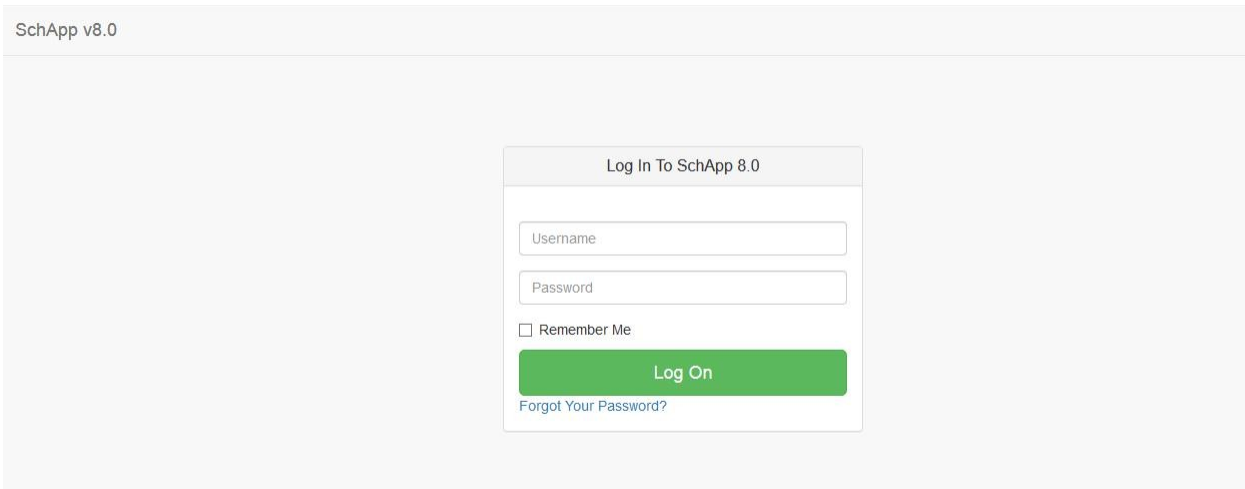 SchApp v8.0
Log In To SchApp 8.0
Username
Password
Remember Me
Log On
Forgot Your Password?